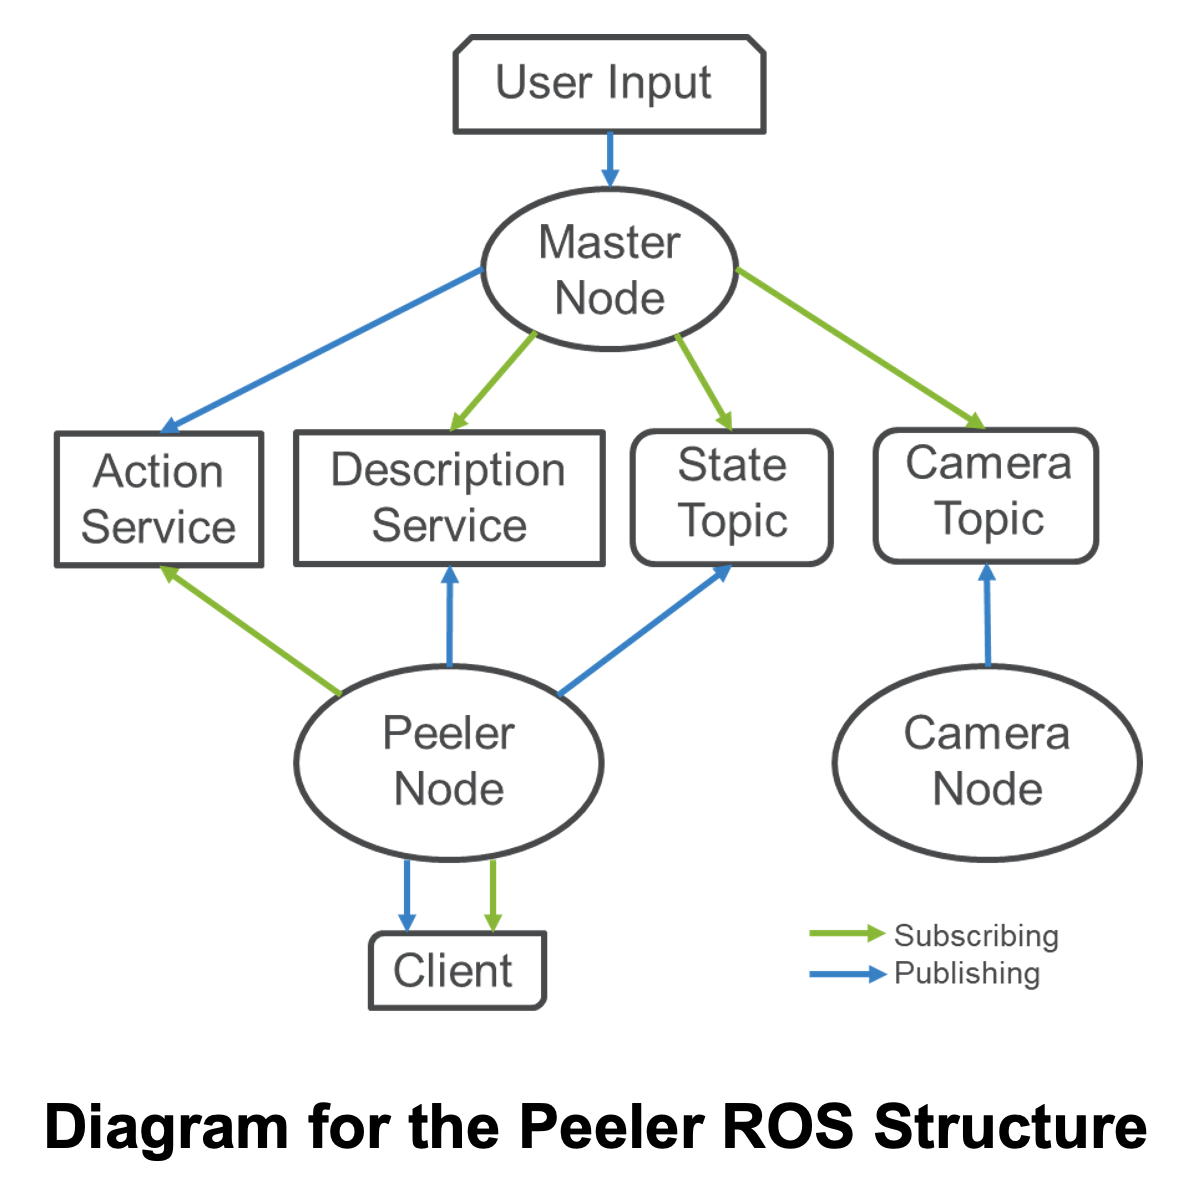 User Input
Master
Node
Action
Service
Description
Service
State
Topic
Camera
Topic
Peeler
Node
Camera
Node
Client
Subscribing
Publishing
Diagram for the Peeler ROS Structure